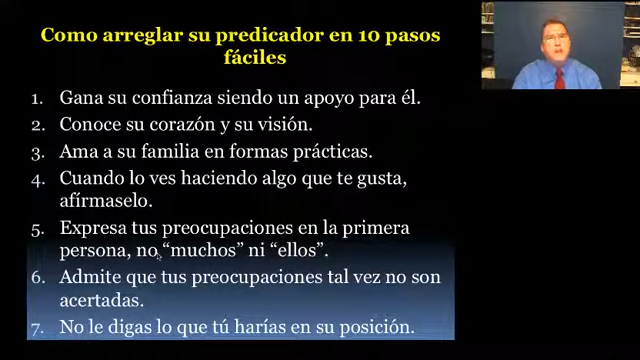 Como arreglar su predicador en 10 pasos
fáciles
1. Gana su confianza siendo un apoyo para él.
2. Conoce su corazón y su visión.
3. Ama a su familia en formas prácticas.
4. Cuando lo ves haciendo algo que te gusta,
afírmaselo.
5. Expresa tus preocupaciones en la primera
persona, no “muchos” ni “ellos”.
6. Admite que tus preocupaciones tal vez no son
acertadas.
7. No le digas lo que tú harías en su posición.